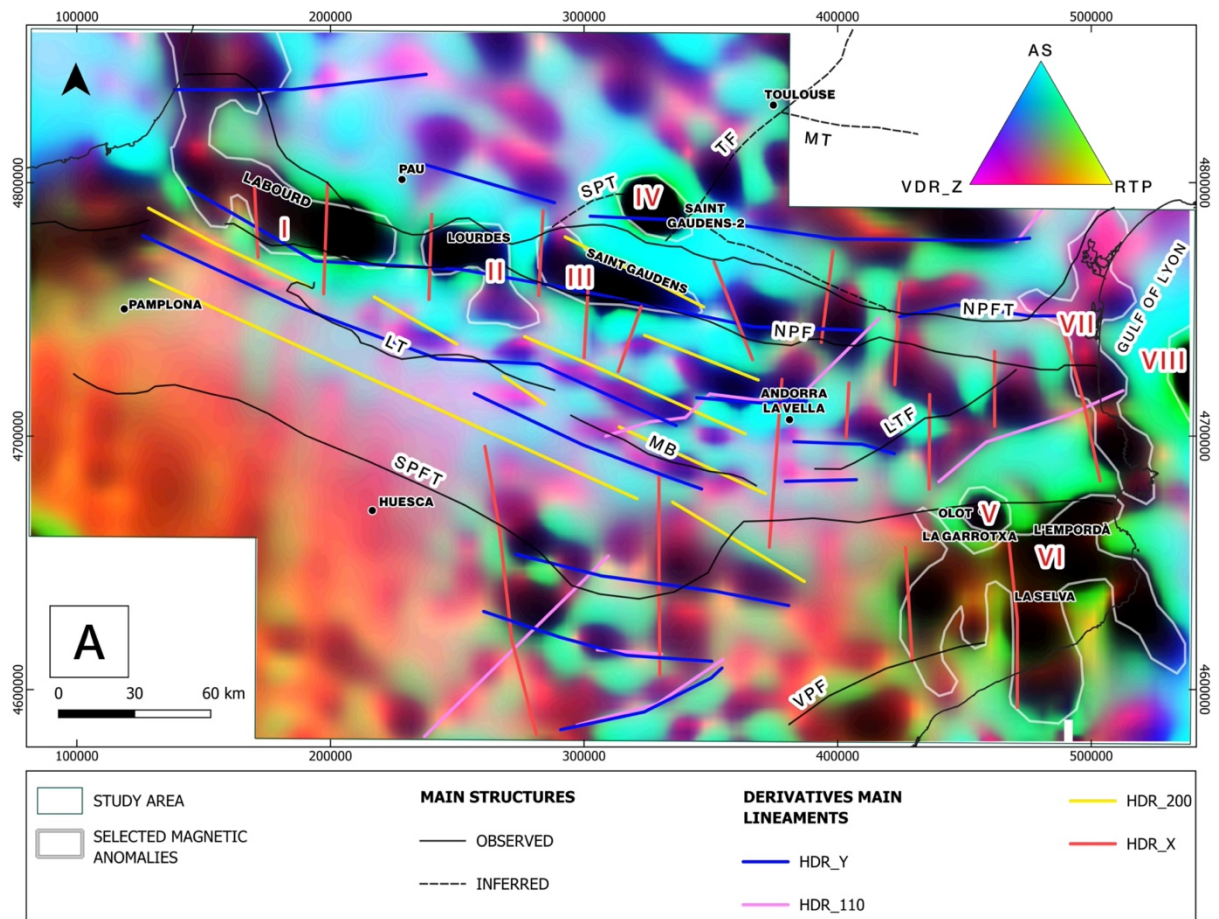 100000 200000 300000 400000 500000
AS
TOULOUSE
TF
MT
VDR_Z
RTP
4800000
4800000
PAU
SPT
IV
LABOURD
SAINT
GAUDENS-2
I
LOURDES
II
III
SAINT GAUDENS
GULF OF LYON
PAMPLONA
NPF
NPFT
VII
VIII
LT
ANDORRA
LA VELLA
LTF
4700000
4700000
MB
SPFT
HUESCA
OLOT
V
LA GARROTXA
L'EMPORDÀ
VI
LA SELVA
A
VPF
4600000
4600000
0 30 60 km
100000 200000 300000 400000 500000
STUDY AREA
SELECTED MAGNETIC
ANOMALIES
MAIN STRUCTURES
OBSERVED
INFERRED
DERIVATIVES MAIN
LINEAMENTS
HDR_Y
HDR_110
HDR_200
HDR_X